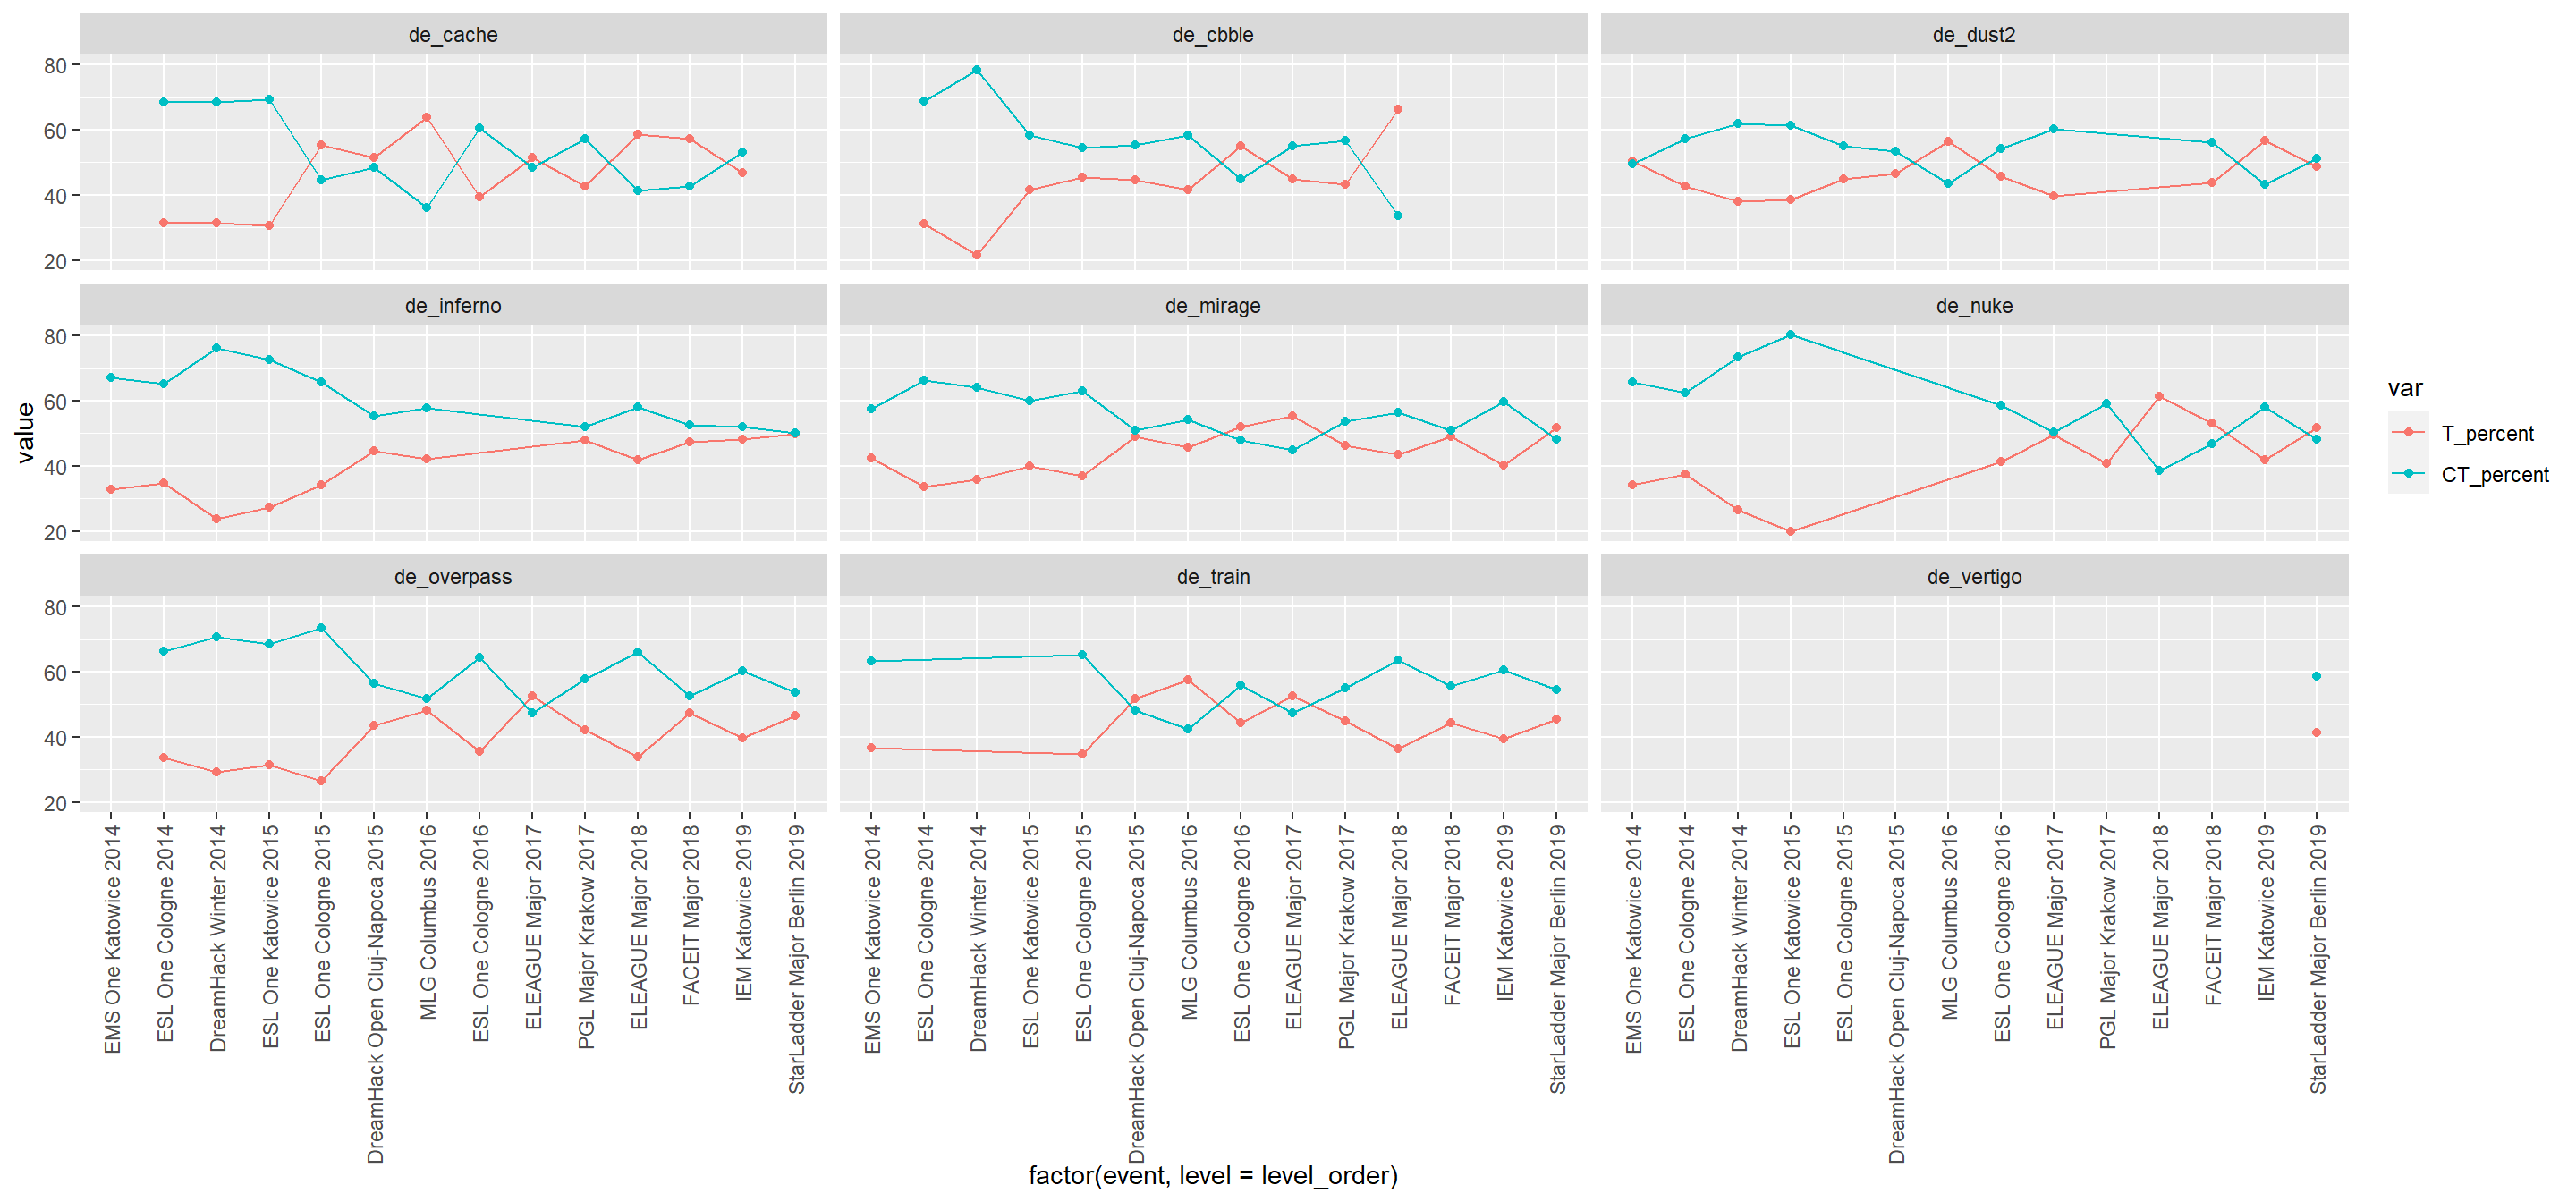 de_cache
de_cbble
de_dust2
80
60
40
20
de_inferno
de_mirage
de_nuke
80
60
40
20
de_overpass
de_train
de_vertigo
80
60
40
20
value
EMS One Katowice 2014
ESL One Cologne 2014
DreamHack Winter 2014
ESL One Katowice 2015
ESL One Cologne 2015
DreamHack Open Cluj-Napoca 2015
MLG Columbus 2016
ESL One Cologne 2016
ELEAGUE Major 2017
PGL Major Krakow 2017
ELEAGUE Major 2018
FACEIT Major 2018
IEM Katowice 2019
StarLadder Major Berlin 2019
EMS One Katowice 2014
ESL One Cologne 2014
DreamHack Winter 2014
ESL One Katowice 2015
ESL One Cologne 2015
DreamHack Open Cluj-Napoca 2015
MLG Columbus 2016
ESL One Cologne 2016
ELEAGUE Major 2017
PGL Major Krakow 2017
ELEAGUE Major 2018
FACEIT Major 2018
IEM Katowice 2019
StarLadder Major Berlin 2019
EMS One Katowice 2014
ESL One Cologne 2014
DreamHack Winter 2014
ESL One Katowice 2015
ESL One Cologne 2015
DreamHack Open Cluj-Napoca 2015
MLG Columbus 2016
ESL One Cologne 2016
ELEAGUE Major 2017
PGL Major Krakow 2017
ELEAGUE Major 2018
FACEIT Major 2018
IEM Katowice 2019
StarLadder Major Berlin 2019
factor(event, level = level_order)
var
T_percent
CT_percent